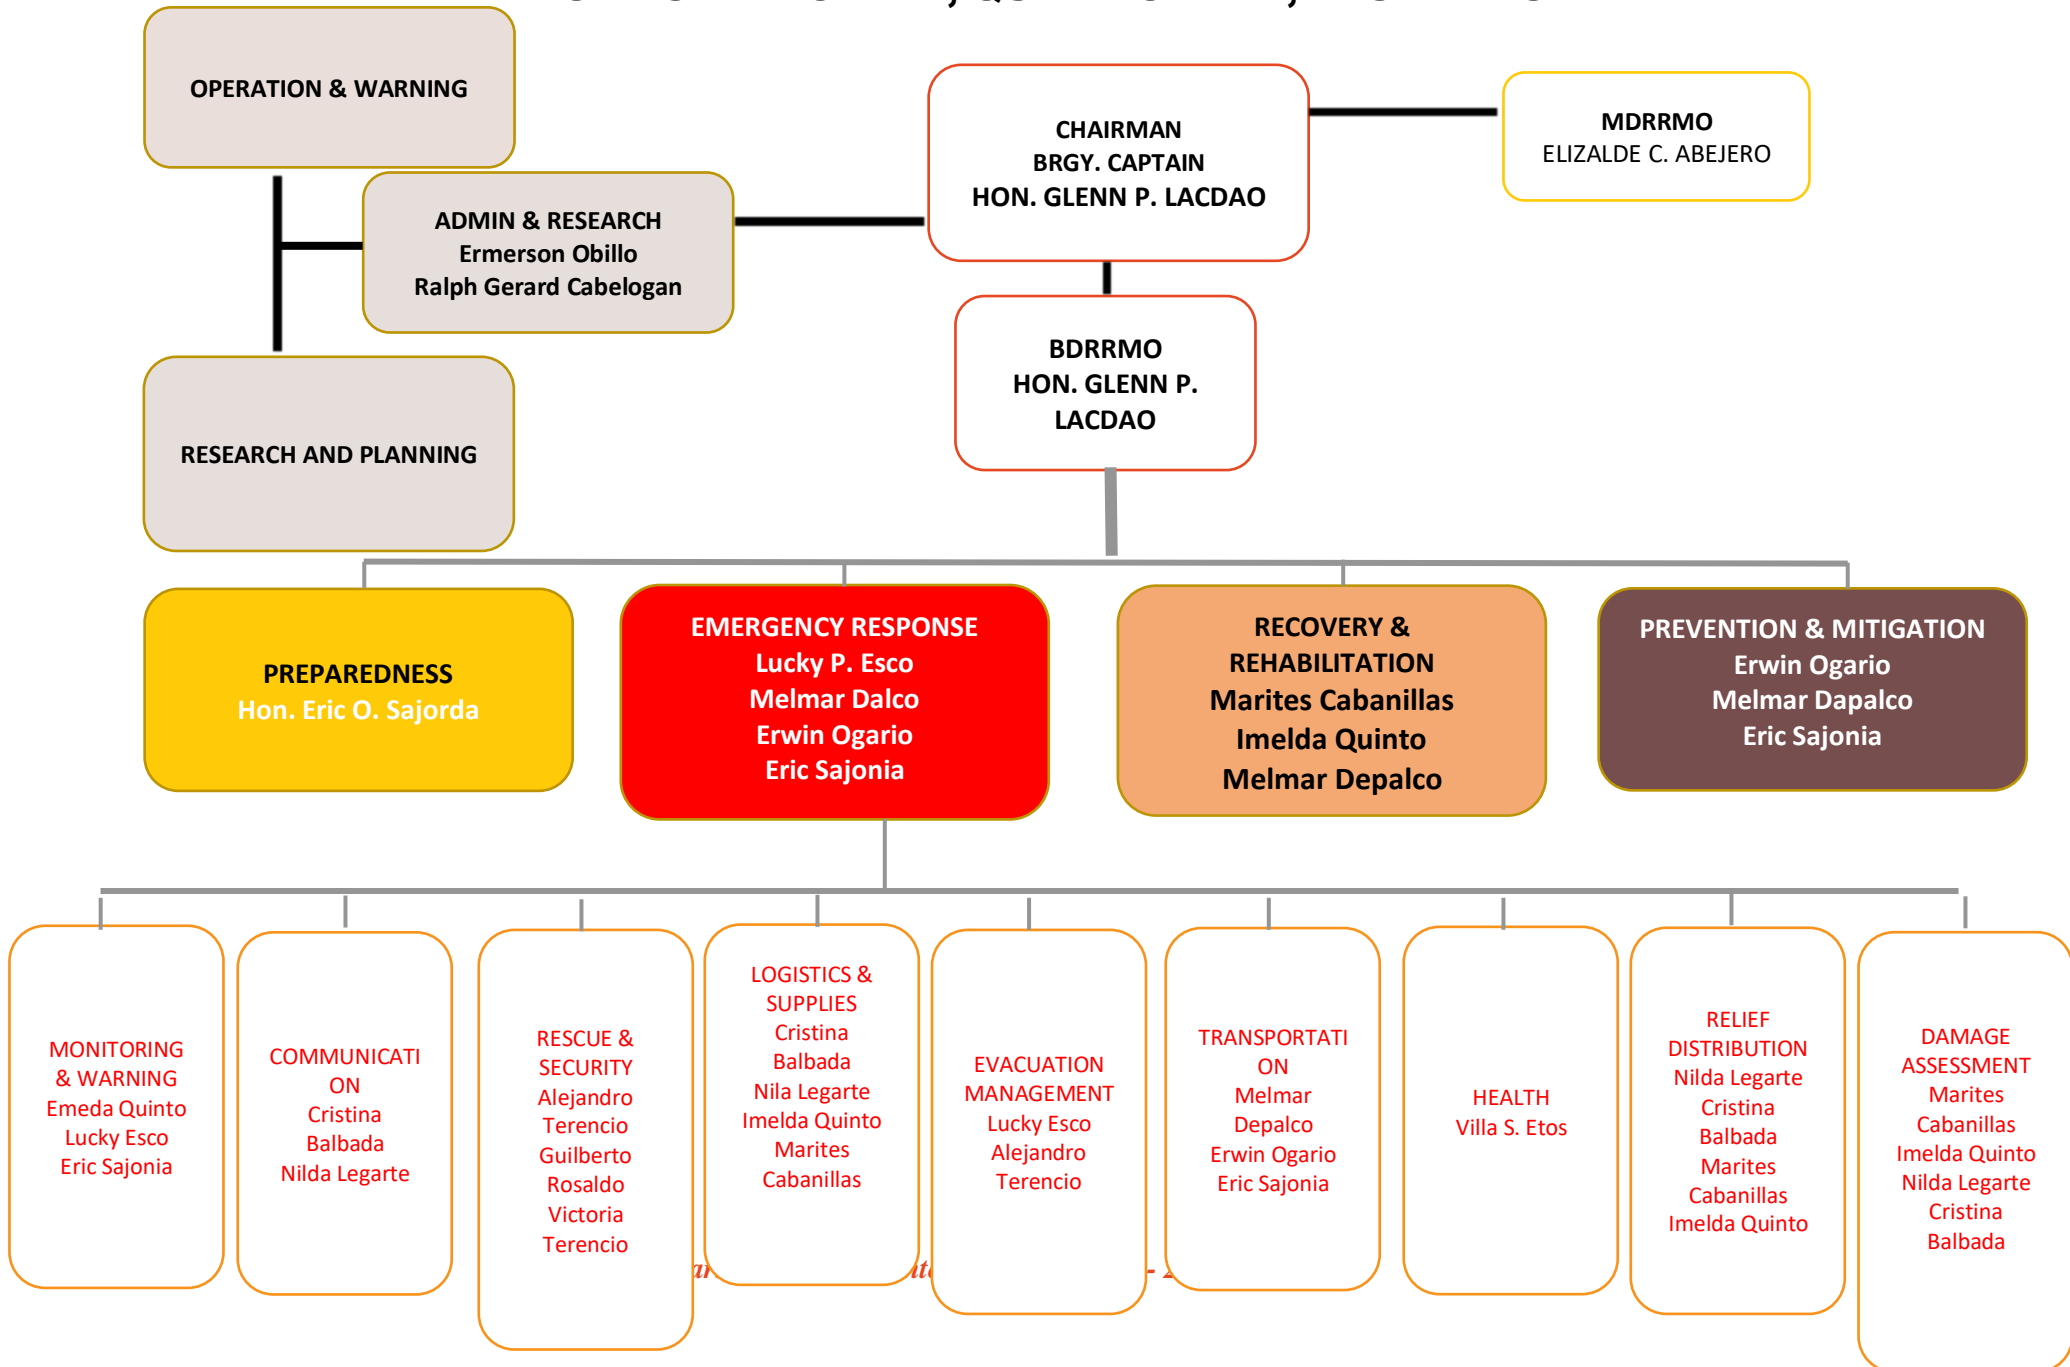 OPERATION & WARNING
CHAIRMAN
BRGY. CAPTAIN
HON. GLENN P. LACDAO
MDRRMO
ELIZALDE C. ABEJERO
ADMIN & RESEARCH
Ermerson Obillo
Ralph Gerard Cabelogan
BDRRMO
HON. GLENN P.
LACDAO
RESEARCH AND PLANNING
PREPAREDNESS
Hon. Eric O. Sajorda
EMERGENCY RESPONSE
Lucky P. Esco
Melmar Dalco
Erwin Ogario
Eric Sajonia
RECOVERY &
REHABILITATION
Marites Cabanillas
Imelda Quinto
Melmar Depalco
PREVENTION & MITIGATION
Erwin Ogario
Melmar Dapalco
Eric Sajonia
MONITORING
& WARNING
Emeda Quinto
Lucky Esco
Eric Sajonia
COMMUNICATI
ON
Cristina
Balbada
Nilda Legarte
RESCUE &
SECURITY
Alejandro
Terencio
Guilberto
Rosaldo
Victoria
Terencio
LOGISTICS &
SUPPLIES
Cristina
Balbada
Nila Legarte
Imelda Quinto
Marites
Cabanillas
EVACUATION
MANAGEMENT
Lucky Esco
Alejandro
Terencio
TRANSPORTATI
ON
Melmar
Depalco
Erwin Ogario
Eric Sajonia
HEALTH
Villa S. Etos
RELIEF
DISTRIBUTION
Nilda Legarte
Cristina
Balbada
Marites
Cabanillas
Imelda Quinto
DAMAGE
ASSESSMENT
Marites
Cabanillas
Imelda Quinto
Nilda Legarte
Cristina
Balbada